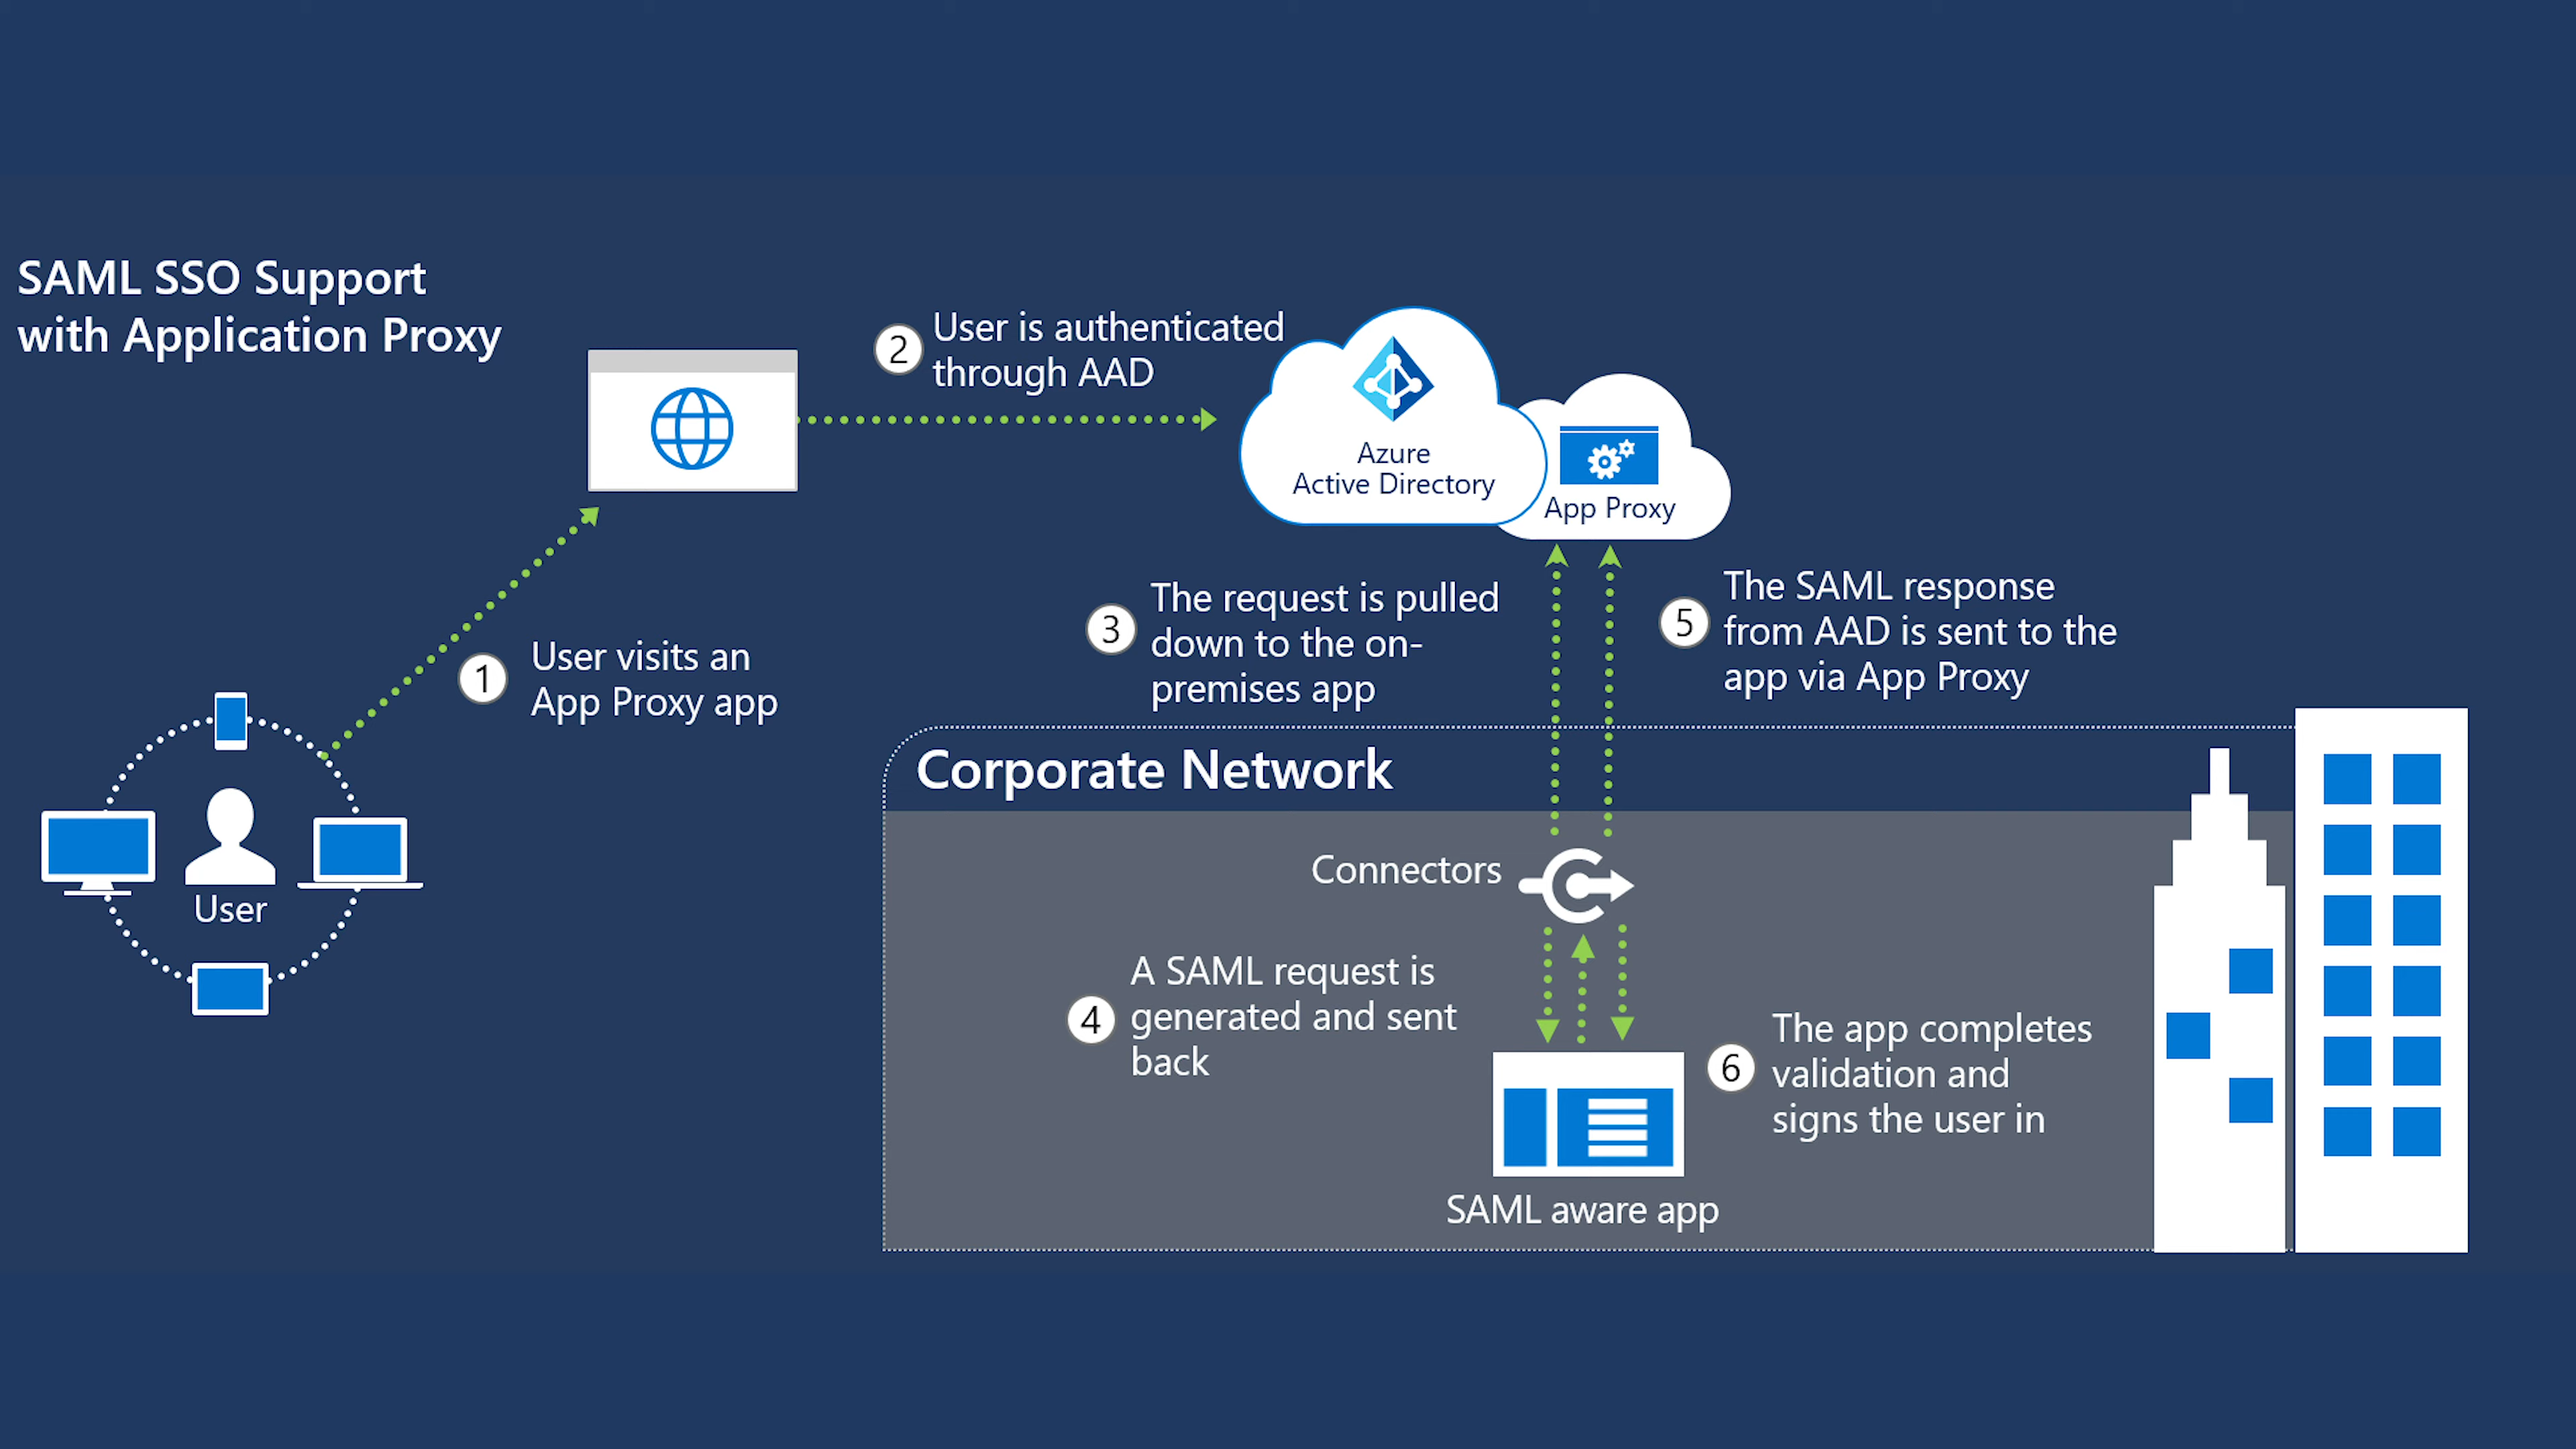 SAML SSO Support
with Application Proxy
2
User is authenticated
through AAD
Azure
Active Directory
App Proxy
1
User visits an
App Proxy app
3
The request is pulled
down to the on-
premises app
5
The SAML response
from AAD is sent to the
app via App Proxy
User
Corporate Network
Connectors
4
A SAML request is
generated and sent
back
6
The app completes
validation and
signs the user in
SAML aware app